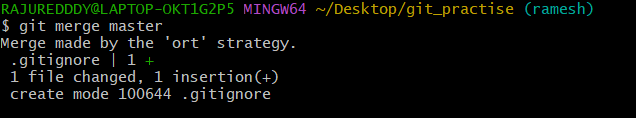 RAJUREDDDY@LAPTOP-OKT1G2P5 MINGW64 ~/Desktop/git_practise (ramesh)
$ git merge master
Merge made by the 'ort' strategy.
 .gitignore | 1 +
 1 file changed, 1 insertion(+)
 create mode 100644 .gitignore